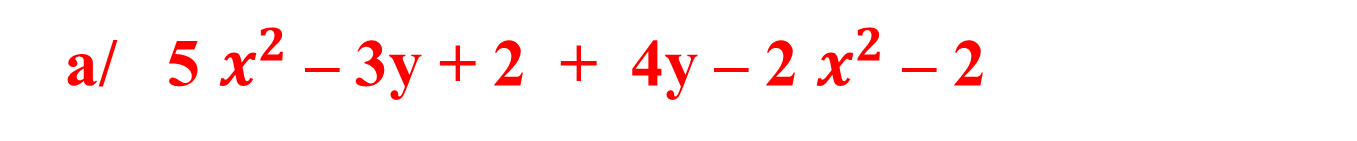 a/ 5 x² – 3y + 2 + 4y – 2 x² – 2